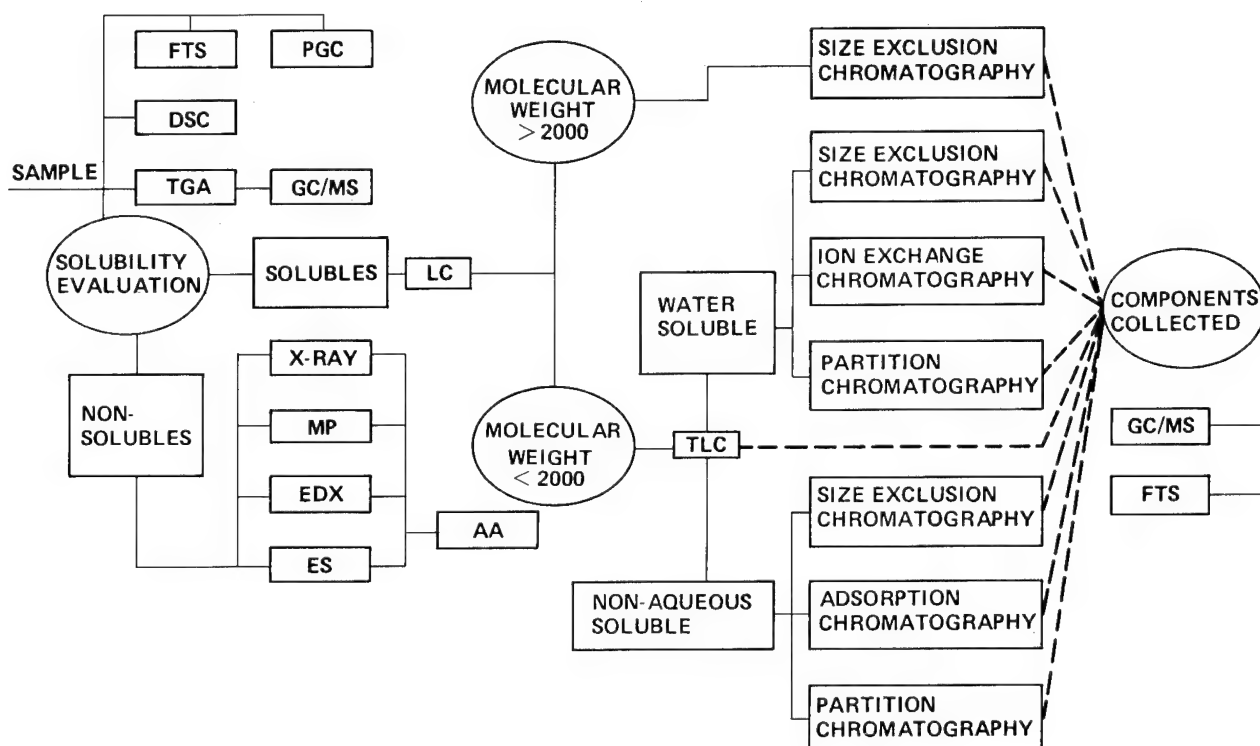 FTS
PGC
DSC
SAMPLE
TGA
GC/MS
SOLUBILITY
EVALUATION
SOLUBLES
LC
NON-
SOLUBLES
X-RAY
MP
EDX
ES
AA
MOLECULAR
WEIGHT
> 2000
MOLECULAR
WEIGHT
< 2000
TLC
WATER
SOLUBLE
NON-AQUEOUS
SOLUBLE
SIZE EXCLUSION
CHROMATOGRAPHY
SIZE EXCLUSION
CHROMATOGRAPHY
ION EXCHANGE
CHROMATOGRAPHY
PARTITION
CHROMATOGRAPHY
SIZE EXCLUSION
CHROMATOGRAPHY
ADSORPTION
CHROMATOGRAPHY
PARTITION
CHROMATOGRAPHY
COMPONENTS
COLLECTED
GC/MS
FTS